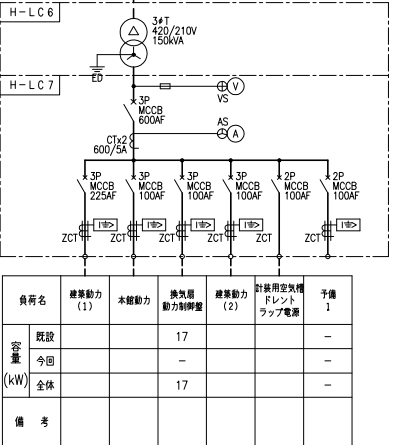 H-LC6
3φT
420/210V
150kVA
ED
H-LC7
V
VS
3P
MCCB
600AF
AS
A
CTx2
600/5A
3P
MCCB
225AF
3P
MCCB
100AF
3P
MCCB
100AF
3P
MCCB
100AF
2P
MCCB
100AF
2P
MCCB
100AF
ZCT
ZCT
ZCT
ZCT
ZCT
ZCT
I⏚>
I⏚>
I⏚>
I⏚>
I⏚>
負荷名
建築動力
(1)
本館動力
換気扇
動力制御盤
建築動力
(2)
計装用空気槽
ドレント
ラップ電源
予備
1
容量
(kW)
既設
17
-
今回
-
-
全体
17
-
備 考